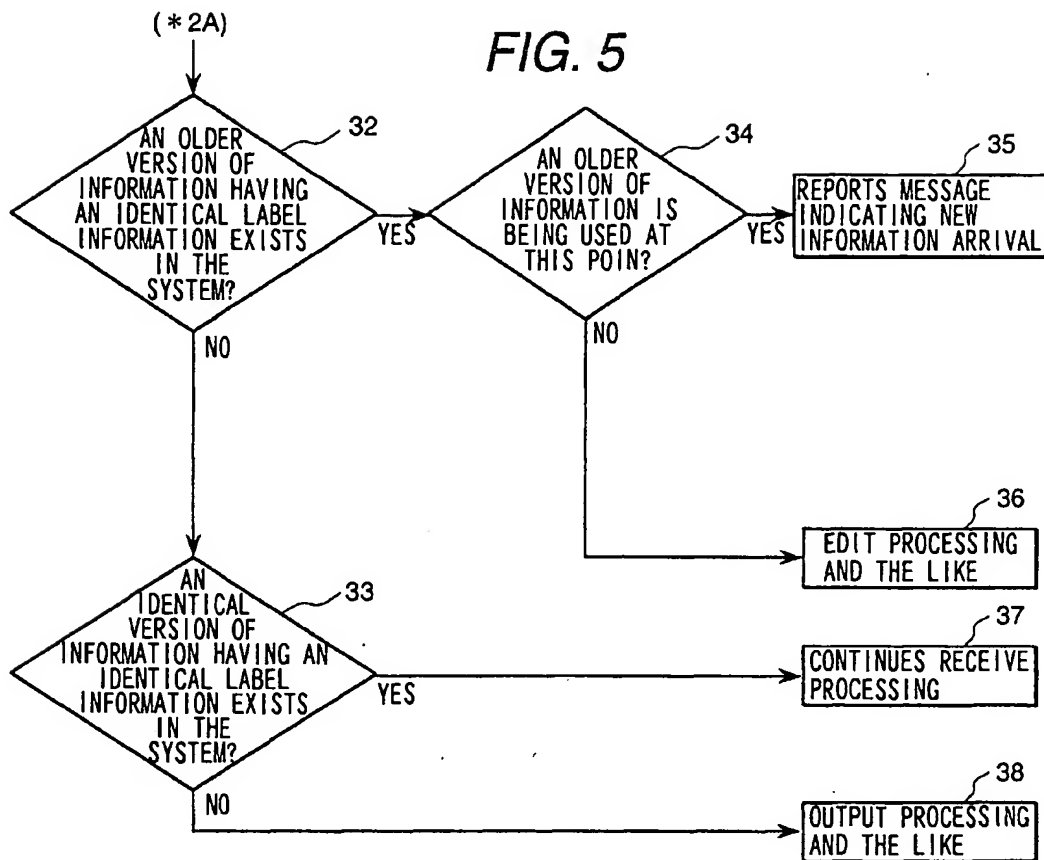 (*2A)
FIG. 5
32
AN OLDER
VERSION OF
INFORMATION HAVING
AN IDENTICAL LABEL
INFORMATION EXISTS
IN THE
SYSTEM?
YES
NO
34
AN OLDER
VERSION OF
INFORMATION IS
BEING USED AT
THIS POIN?
YES
NO
35
REPORTS MESSAGE
INDICATING NEW
INFORMATION ARRIVAL
36
EDIT PROCESSING
AND THE LIKE
33
AN
IDENTICAL
VERSION OF
INFORMATION HAVING AN
IDENTICAL LABEL
INFORMATION EXISTS
IN THE
SYSTEM?
YES
NO
37
CONTINUES RECEIVE
PROCESSING
38
OUTPUT PROCESSING
AND THE LIKE